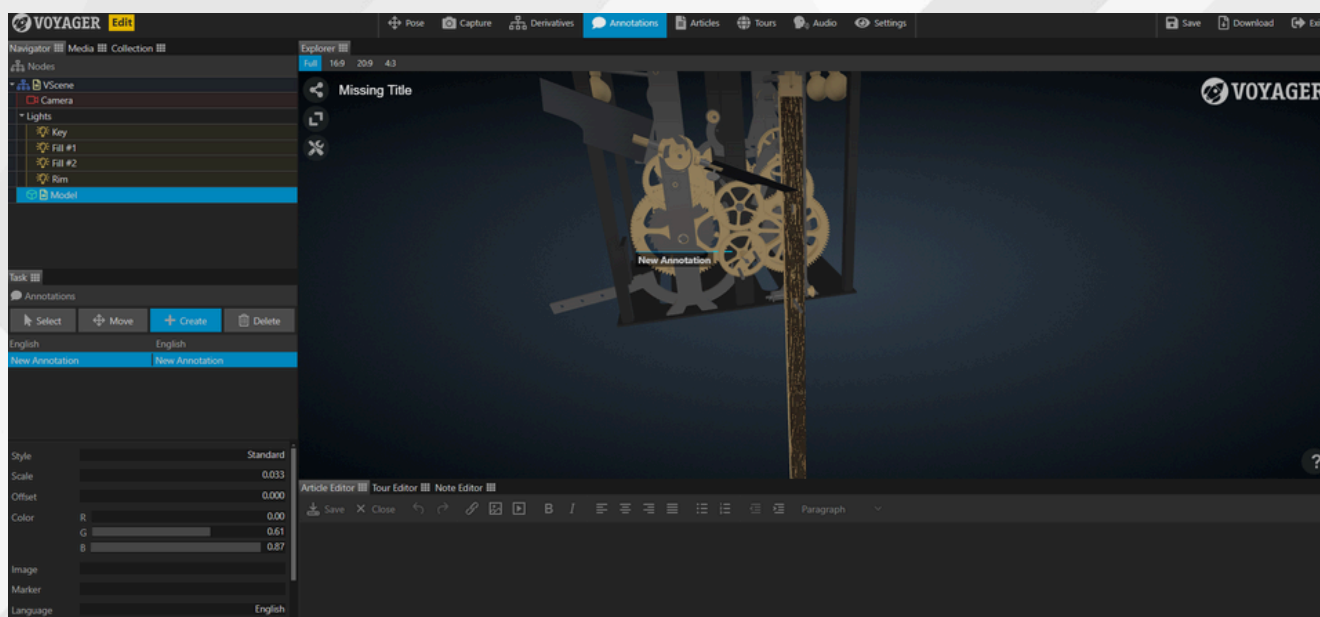 VOYAGER Edit
Pose Capture Derivatives Annotations Articles Tours Audio Settings
Save Download
Navigator Media Collection
Nodes
VScene
Camera
Lights
Key
Fill #1
Fill #2
Rim
Model
Task
Annotations
Select Move Create Delete
English English
New Annotation New Annotation
Style Standard
Scale 0.033
Offset 0.000
Color R 0.00
G 0.61
B 0.87
Image
Marker
Language English
Explorer
Full 16:9 20:9 4:3
Missing Title
VOYAGER
New Annotation
?
Article Editor Tour Editor Note Editor
Save Close B I Paragraph